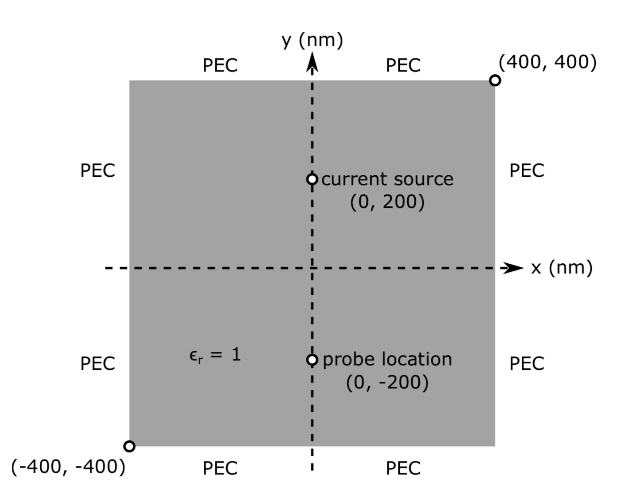 y (nm)
PEC PEC (400, 400)
PEC current source PEC
(0, 200)
x (nm)
PEC ϵr = 1 probe location PEC
(0, -200)
(-400, -400) PEC PEC